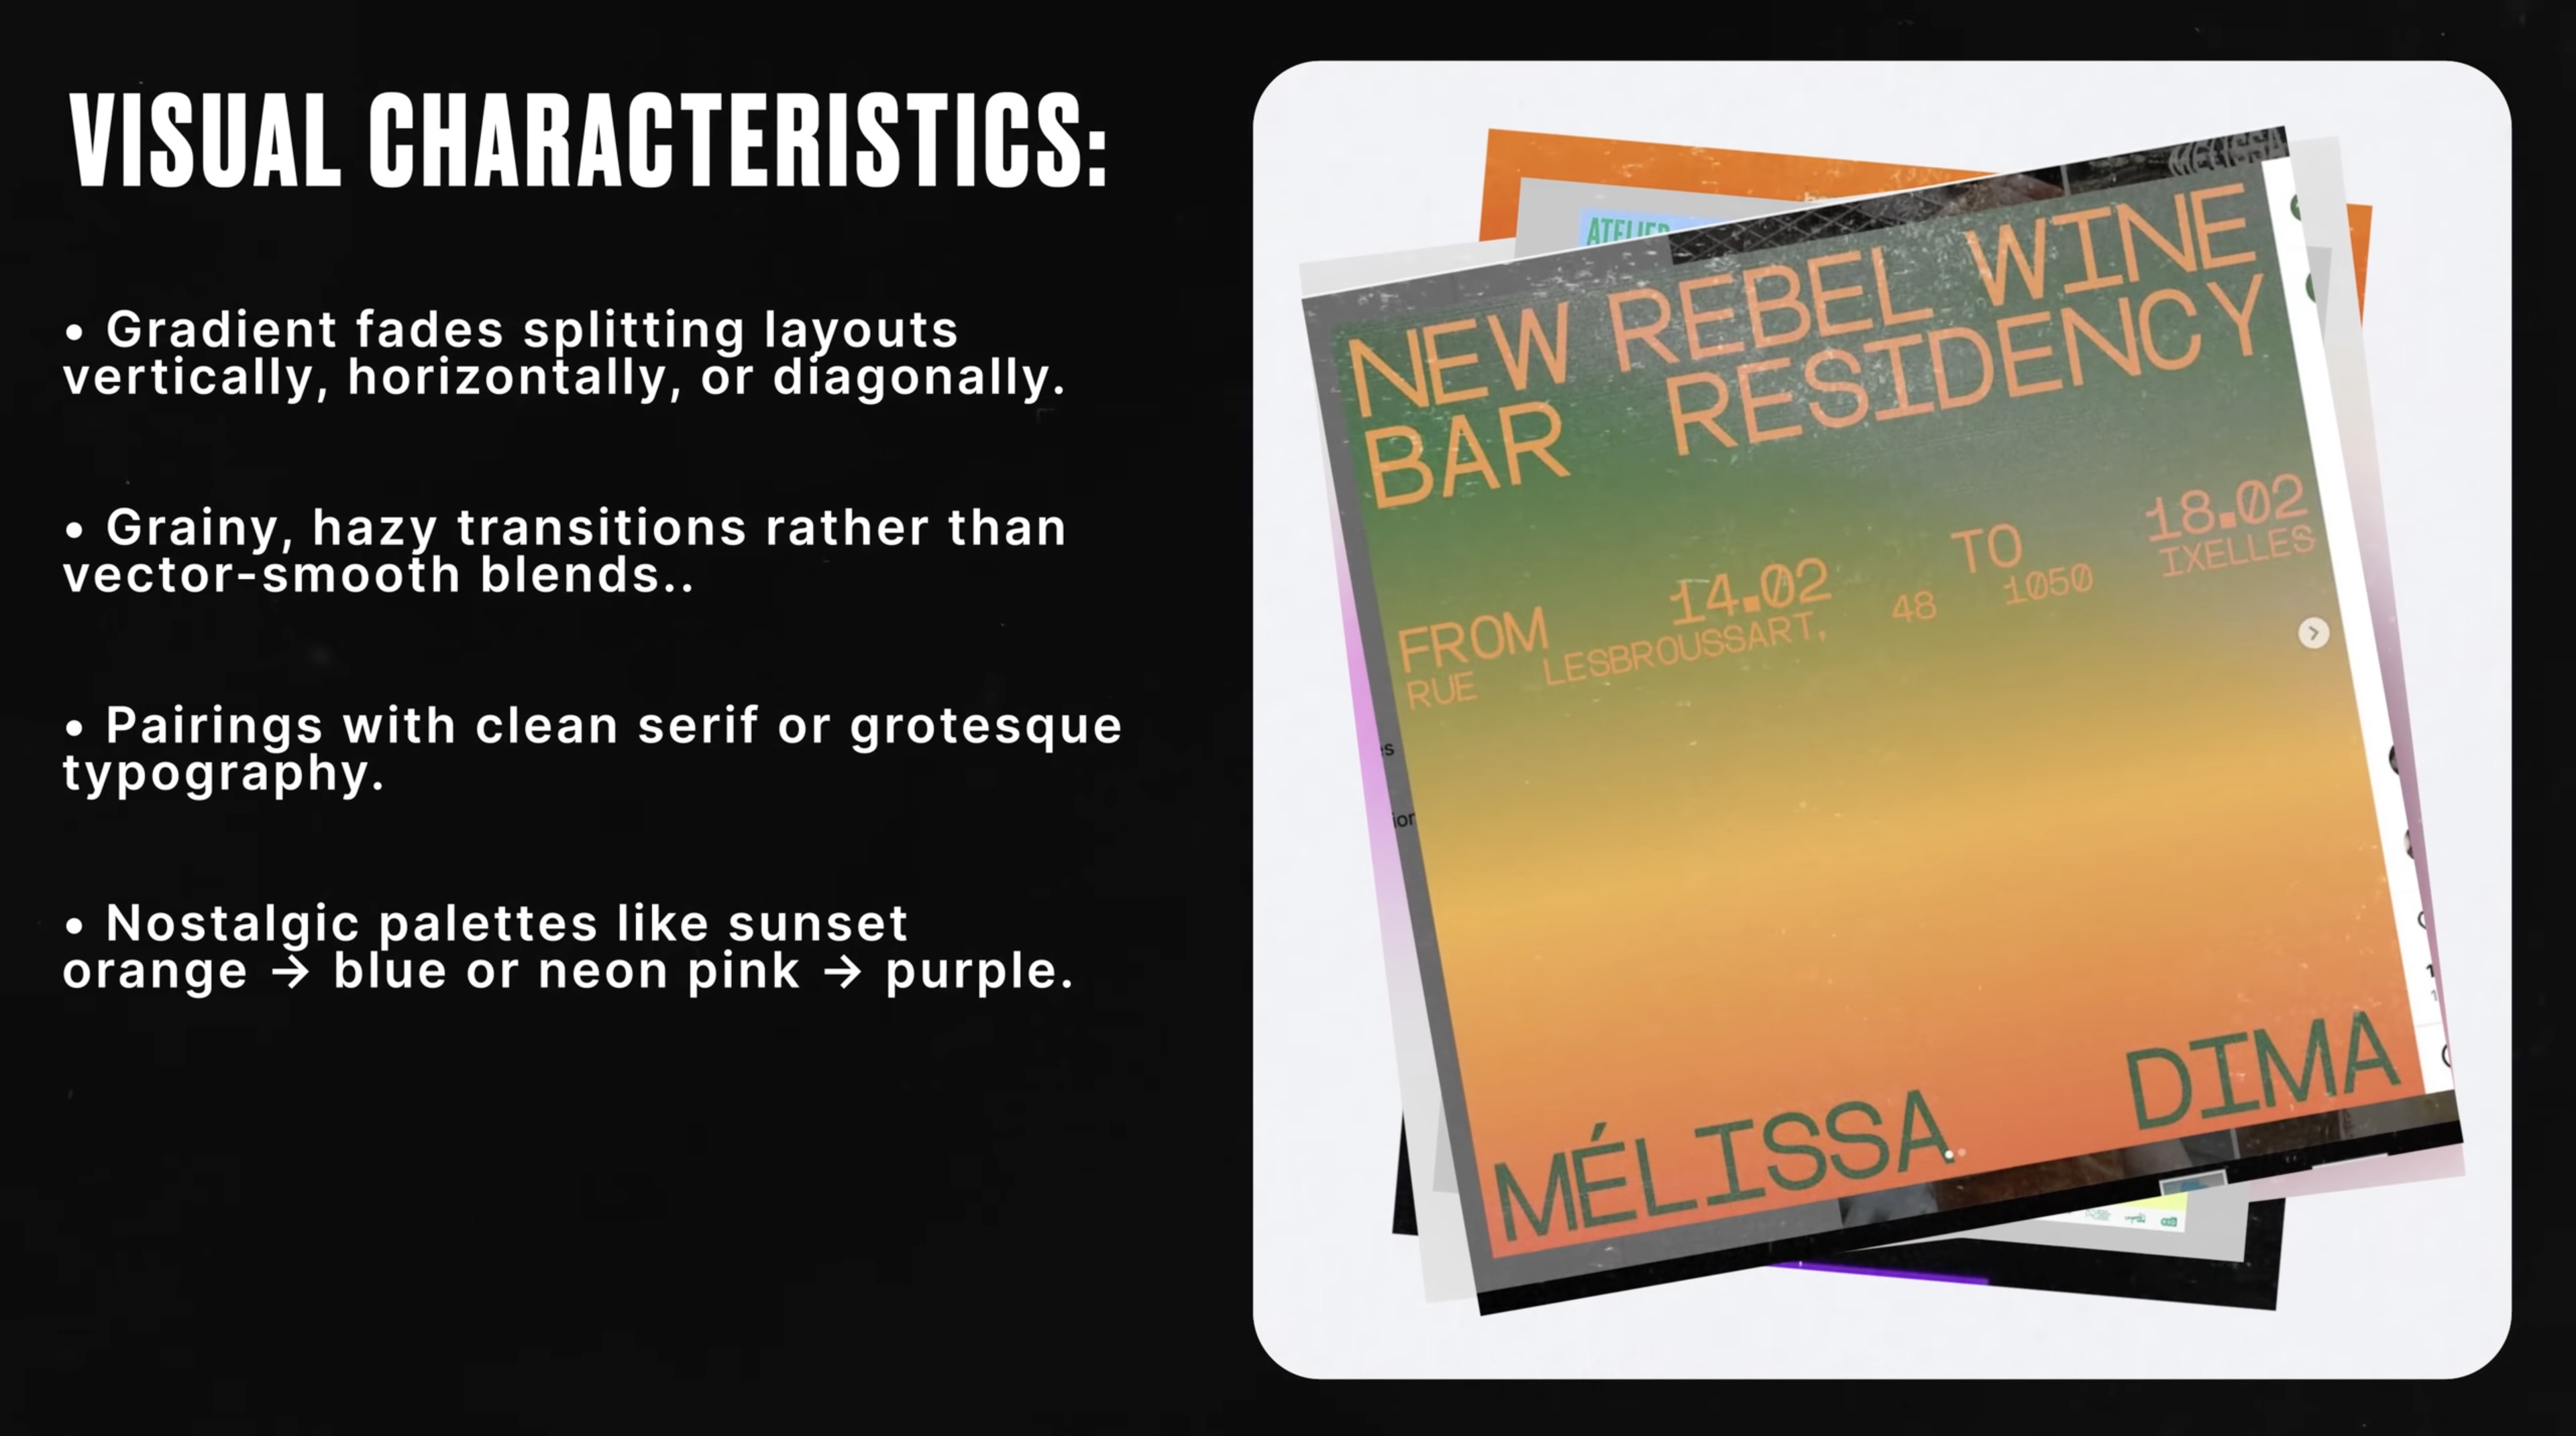 VISUAL CHARACTERISTICS:
• Gradient fades splitting layouts
vertically, horizontally, or diagonally.
• Grainy, hazy transitions rather than
vector-smooth blends..
• Pairings with clean serif or grotesque
typography.
• Nostalgic palettes like sunset
orange → blue or neon pink → purple.
MELISSA
ATELIER
NEW REBEL WINE
BAR RESIDENCY
FROM 14.02 TO 18.02
RUE LESBROUSSART, 48 1050 IXELLES
MÉLISSA DIMA